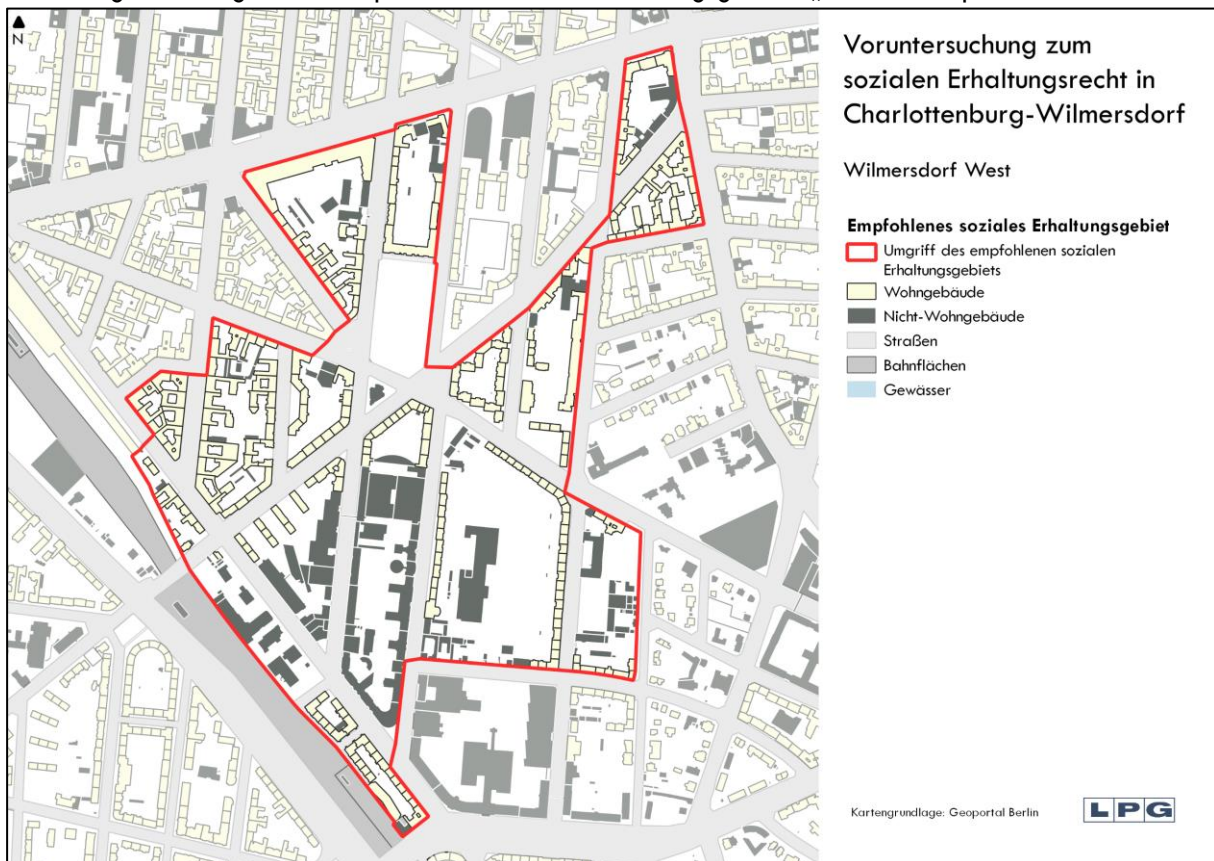 Voruntersuchung zum
sozialen Erhaltungsrecht in
Charlottenburg-Wilmersdorf
Wilmersdorf West
Empfohlenes soziales Erhaltungsgebiet
Umgriff des empfohlenen sozialen
Erhaltungsgebiets
Wohngebäude
Nicht-Wohngebäude
Straßen
Bahnflächen
Gewässer
N
Kartengrundlage: Geoportal Berlin
LPG